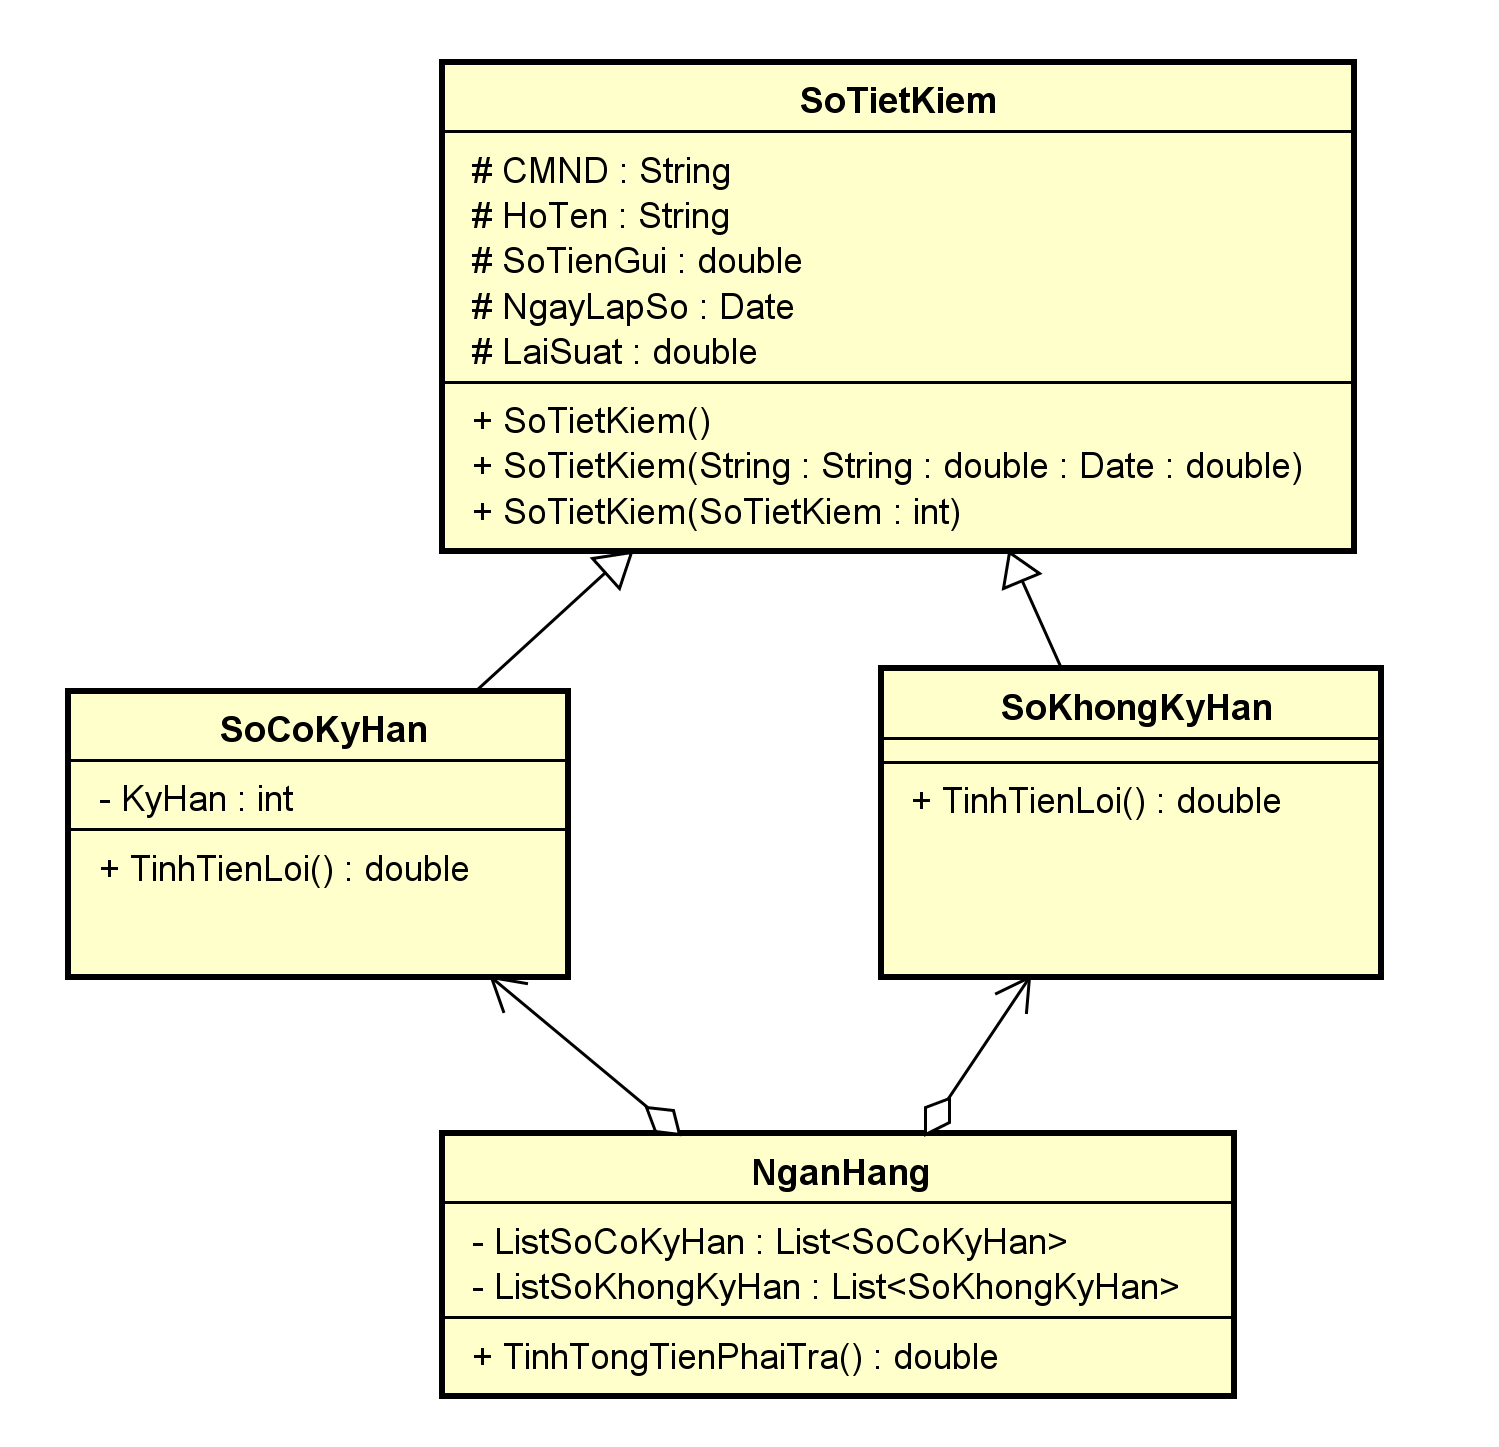 SoTietKiem
# CMND : String
# HoTen : String
# SoTienGui : double
# NgayLapSo : Date
# LaiSuat : double
+ SoTietKiem()
+ SoTietKiem(String : String : double : Date : double)
+ SoTietKiem(SoTietKiem : int)
SoCoKyHan
- KyHan : int
+ TinhTienLoi() : double
SoKhongKyHan
+ TinhTienLoi() : double
NganHang
- ListSoCoKyHan : List<SoCoKyHan>
- ListSoKhongKyHan : List<SoKhongKyHan>
+ TinhTongTienPhaiTra() : double